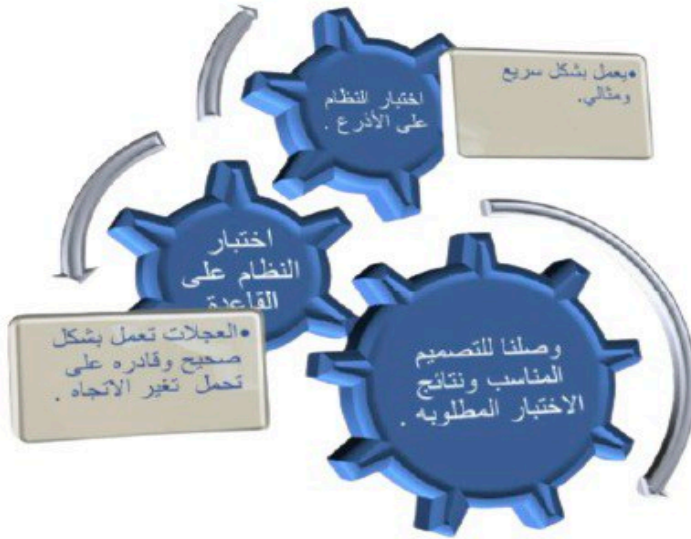 اختبار النظام
على الأذرع .
•يعمل بشكل سريع
ومثالي.
اختبار
النظام على
القاعدة
•العجلات تعمل بشكل
صحيح وقادره على
تحمل تغير الاتجاه .
وصلنا للتصميم
المناسب ونتائج
الاختبار المطلوبه .